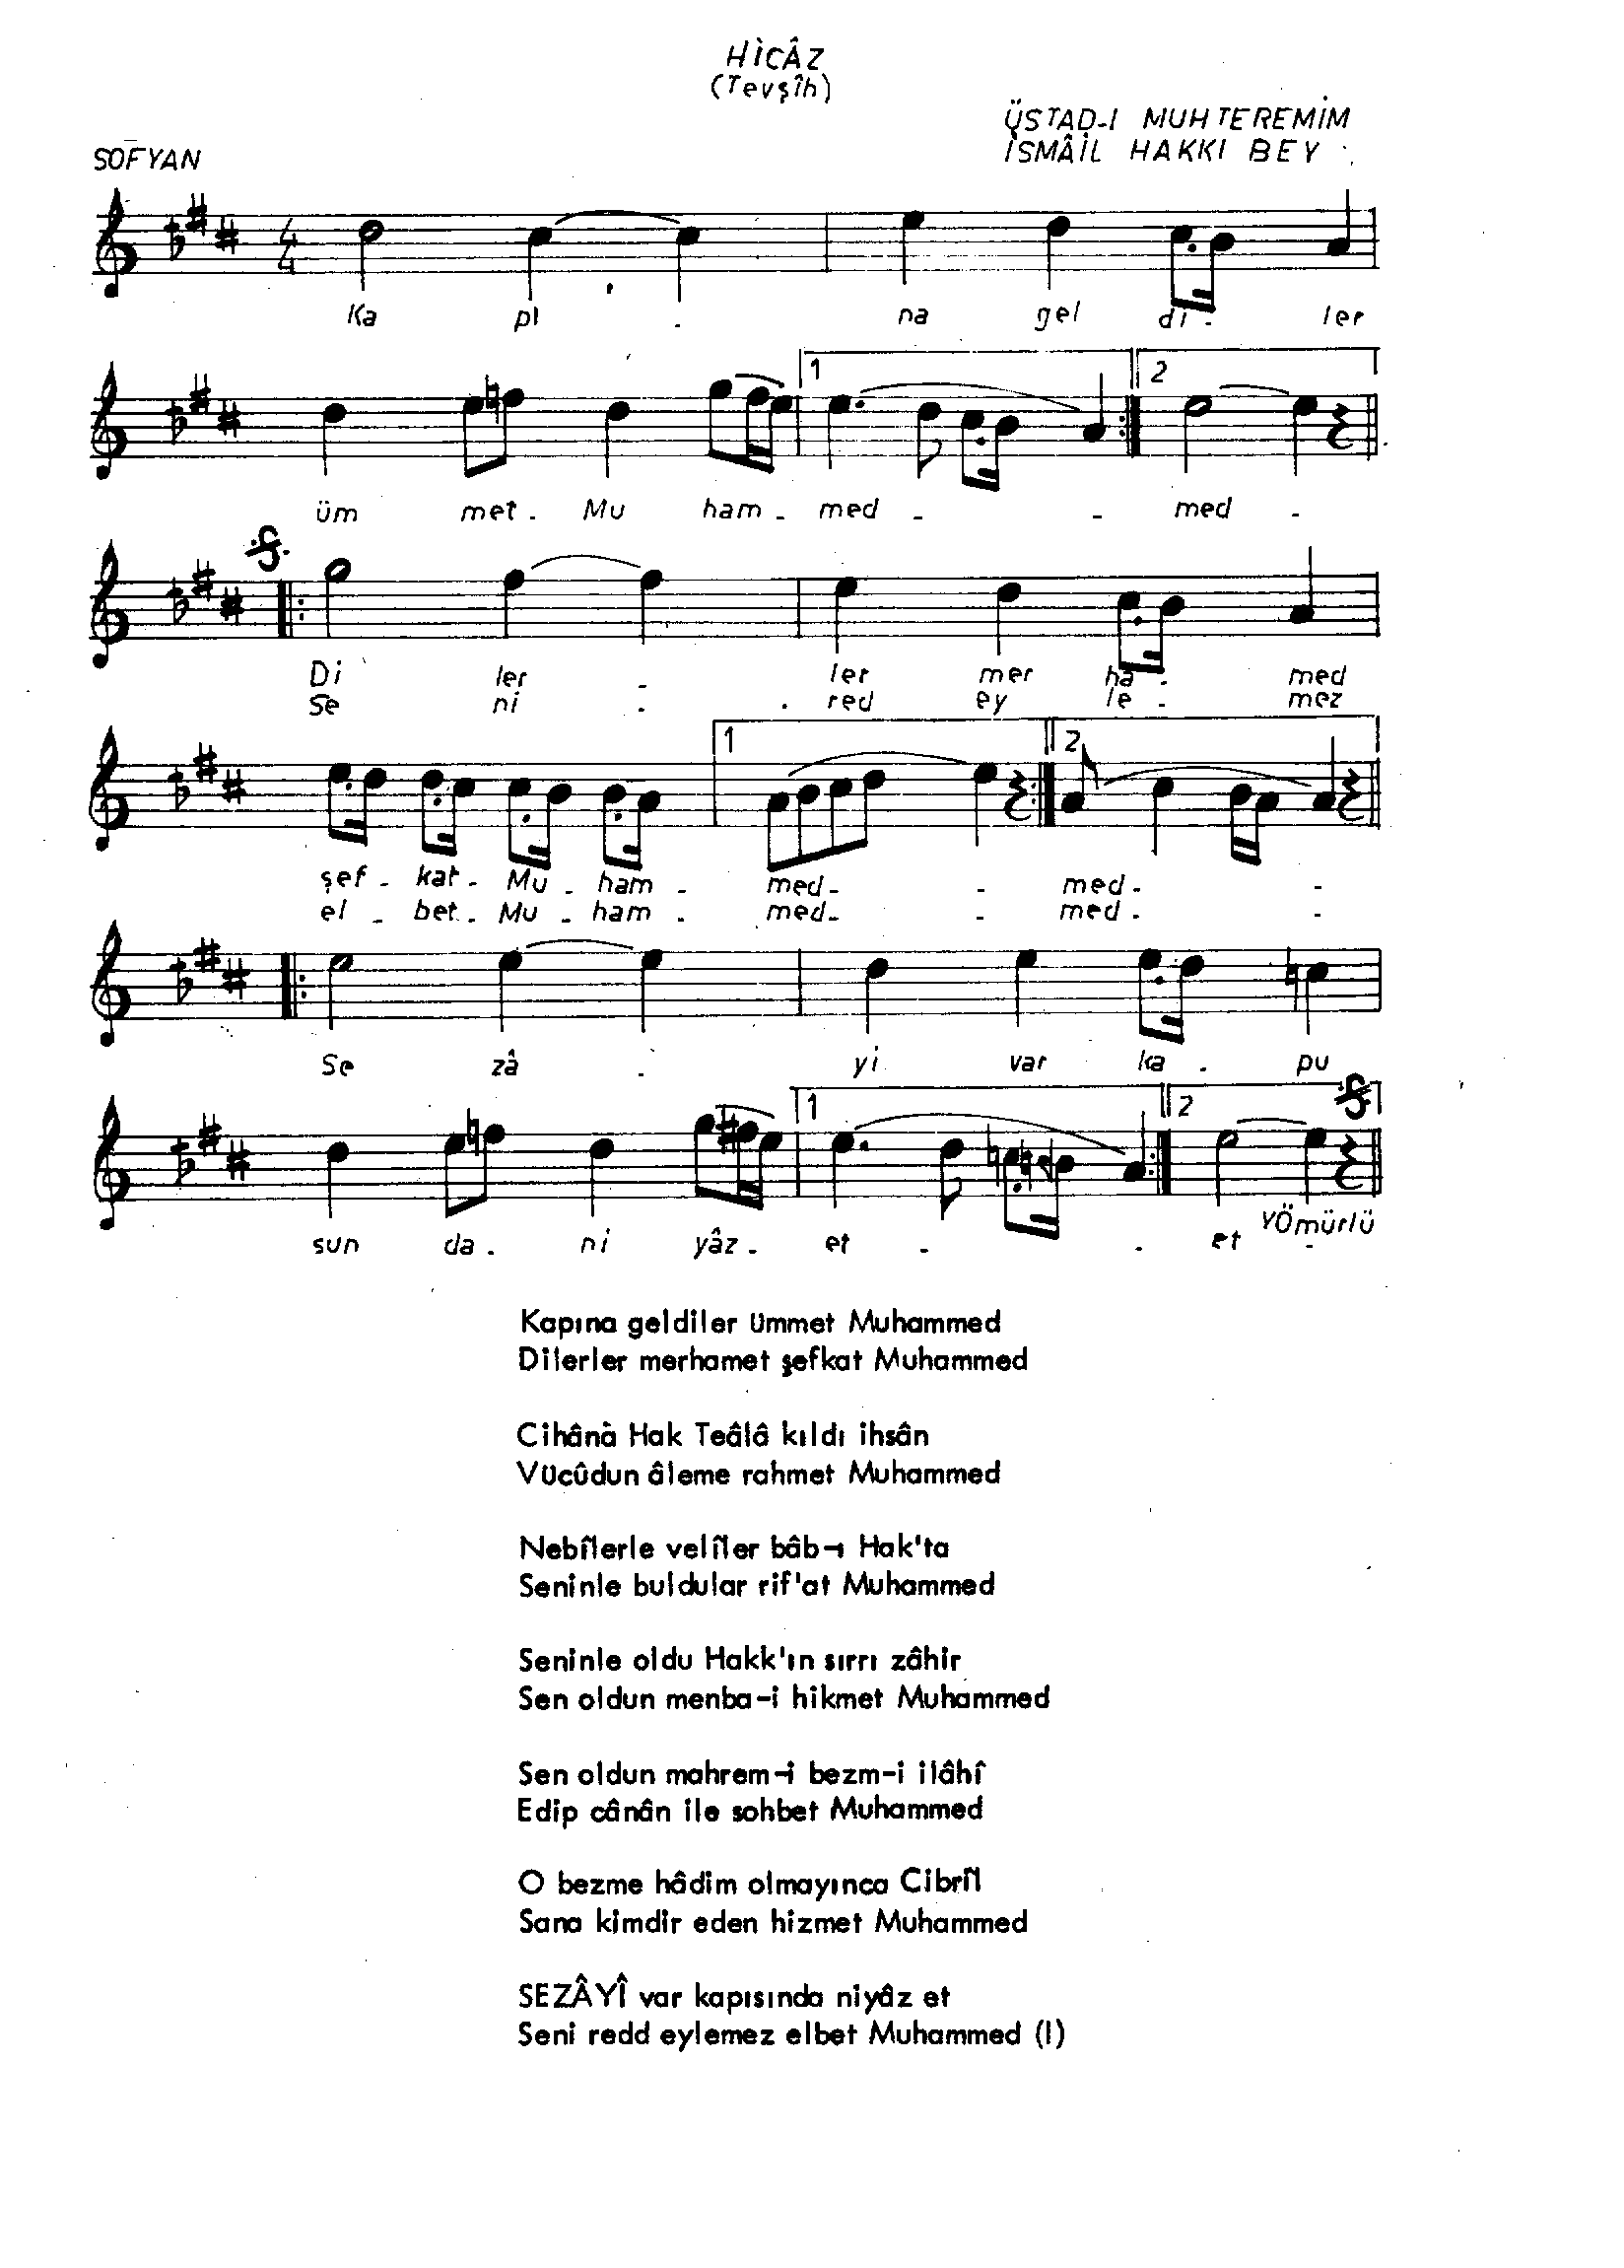 HİCÂZ
(Tevşîh)
ÜSTAD-I MUHTEREMİM
İSMÂİL HAKKI BEY
SOFYAN
4
4
Ka pı . na gel di - ler
1 2
üm met - Mu ham - med - - med -
Di ler - ler mer ha - med
Se ni . . red ey le - mez
1 2
şef - kat - Mu - ham - med - - med - -
el - bet - Mu - ham - med - - med - -
Se zâ . yi var ka . pu
1 2
sun da . ni yâz - et - - et -
YÖmürlü
Kapına geldiler ümmet Muhammed
Dilerler merhamet şefkat Muhammed
Cihânà Hak Teâlâ kıldı ihsân
Vücûdun âleme rahmet Muhammed
Nebîlerle velîler bâb-ı Hak'ta
Seninle buldular rif'at Muhammed
Seninle oldu Hakk'ın sırrı zâhir
Sen oldun menba-i hikmet Muhammed
Sen oldun mahrem-i bezm-i ilâhî
Edip cânân ile sohbet Muhammed
O bezme hâdim olmayınca Cibrîl
Sana kimdir eden hizmet Muhammed
SEZÂYÎ var kapısında niyâz et
Seni redd eylemez elbet Muhammed (I)